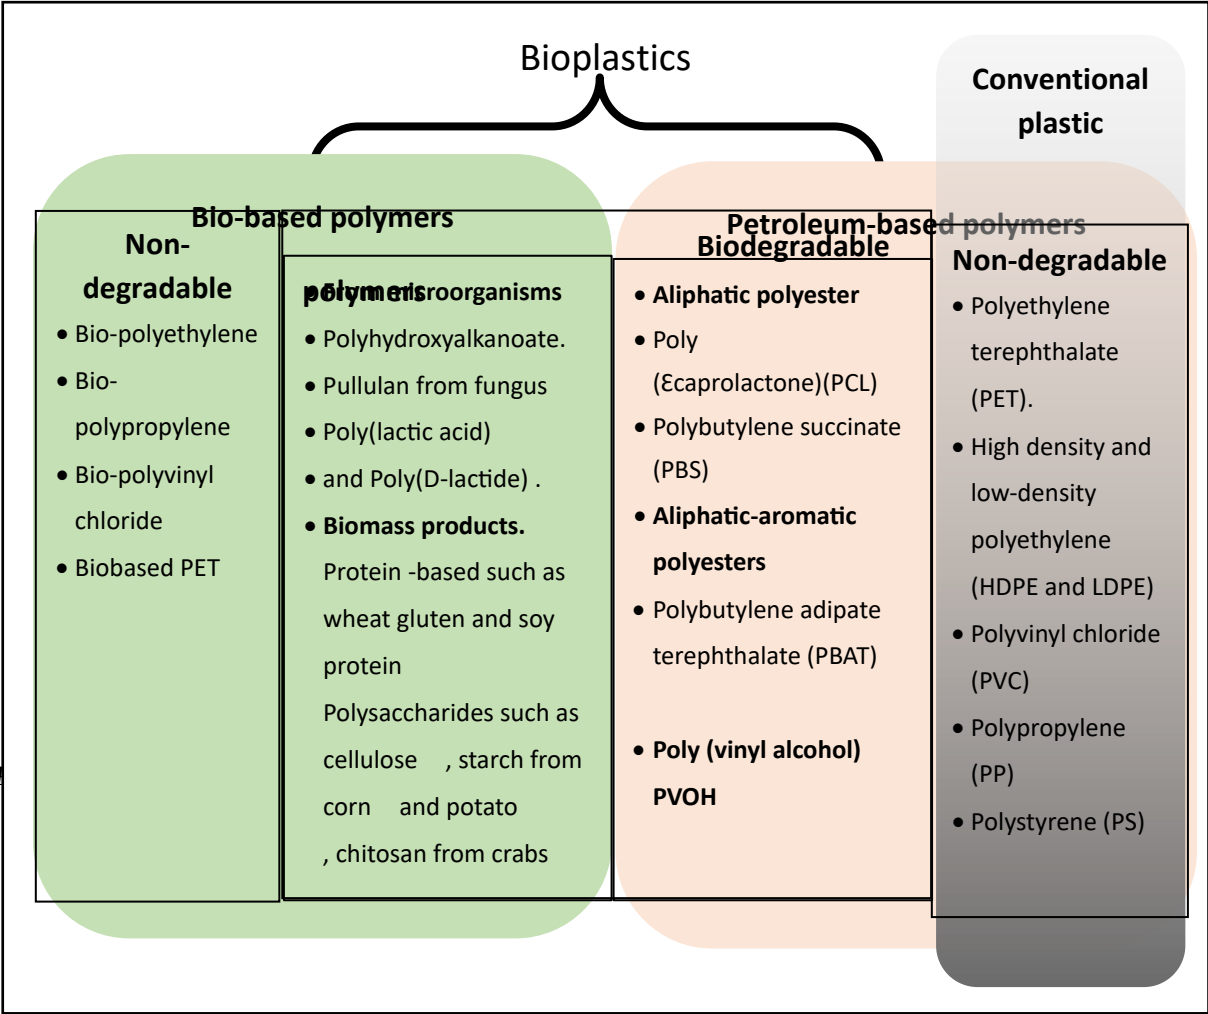 Bioplastics
Conventional
plastic
Bio-based polymers
Petroleum-based polymers
Non-
degradable
• Bio-polyethylene
• Bio-
polypropylene
• Bio-polyvinyl
chloride
• Biobased PET
polymers
• From microorganisms
• Polyhydroxyalkanoate.
• Pullulan from fungus
• Poly(lactic acid)
• and Poly(D-lactide) .
• Biomass products.
Protein -based such as
wheat gluten and soy
protein
Polysaccharides such as
cellulose , starch from
corn and potato
, chitosan from crabs
Biodegradable
• Aliphatic polyester
• Poly
(Ɛcaprolactone)(PCL)
• Polybutylene succinate
(PBS)
• Aliphatic-aromatic
polyesters
• Polybutylene adipate
terephthalate (PBAT)
• Poly (vinyl alcohol)
PVOH
Non-degradable
• Polyethylene
terephthalate
(PET).
• High density and
low-density
polyethylene
(HDPE and LDPE)
• Polyvinyl chloride
(PVC)
• Polypropylene
(PP)
• Polystyrene (PS)